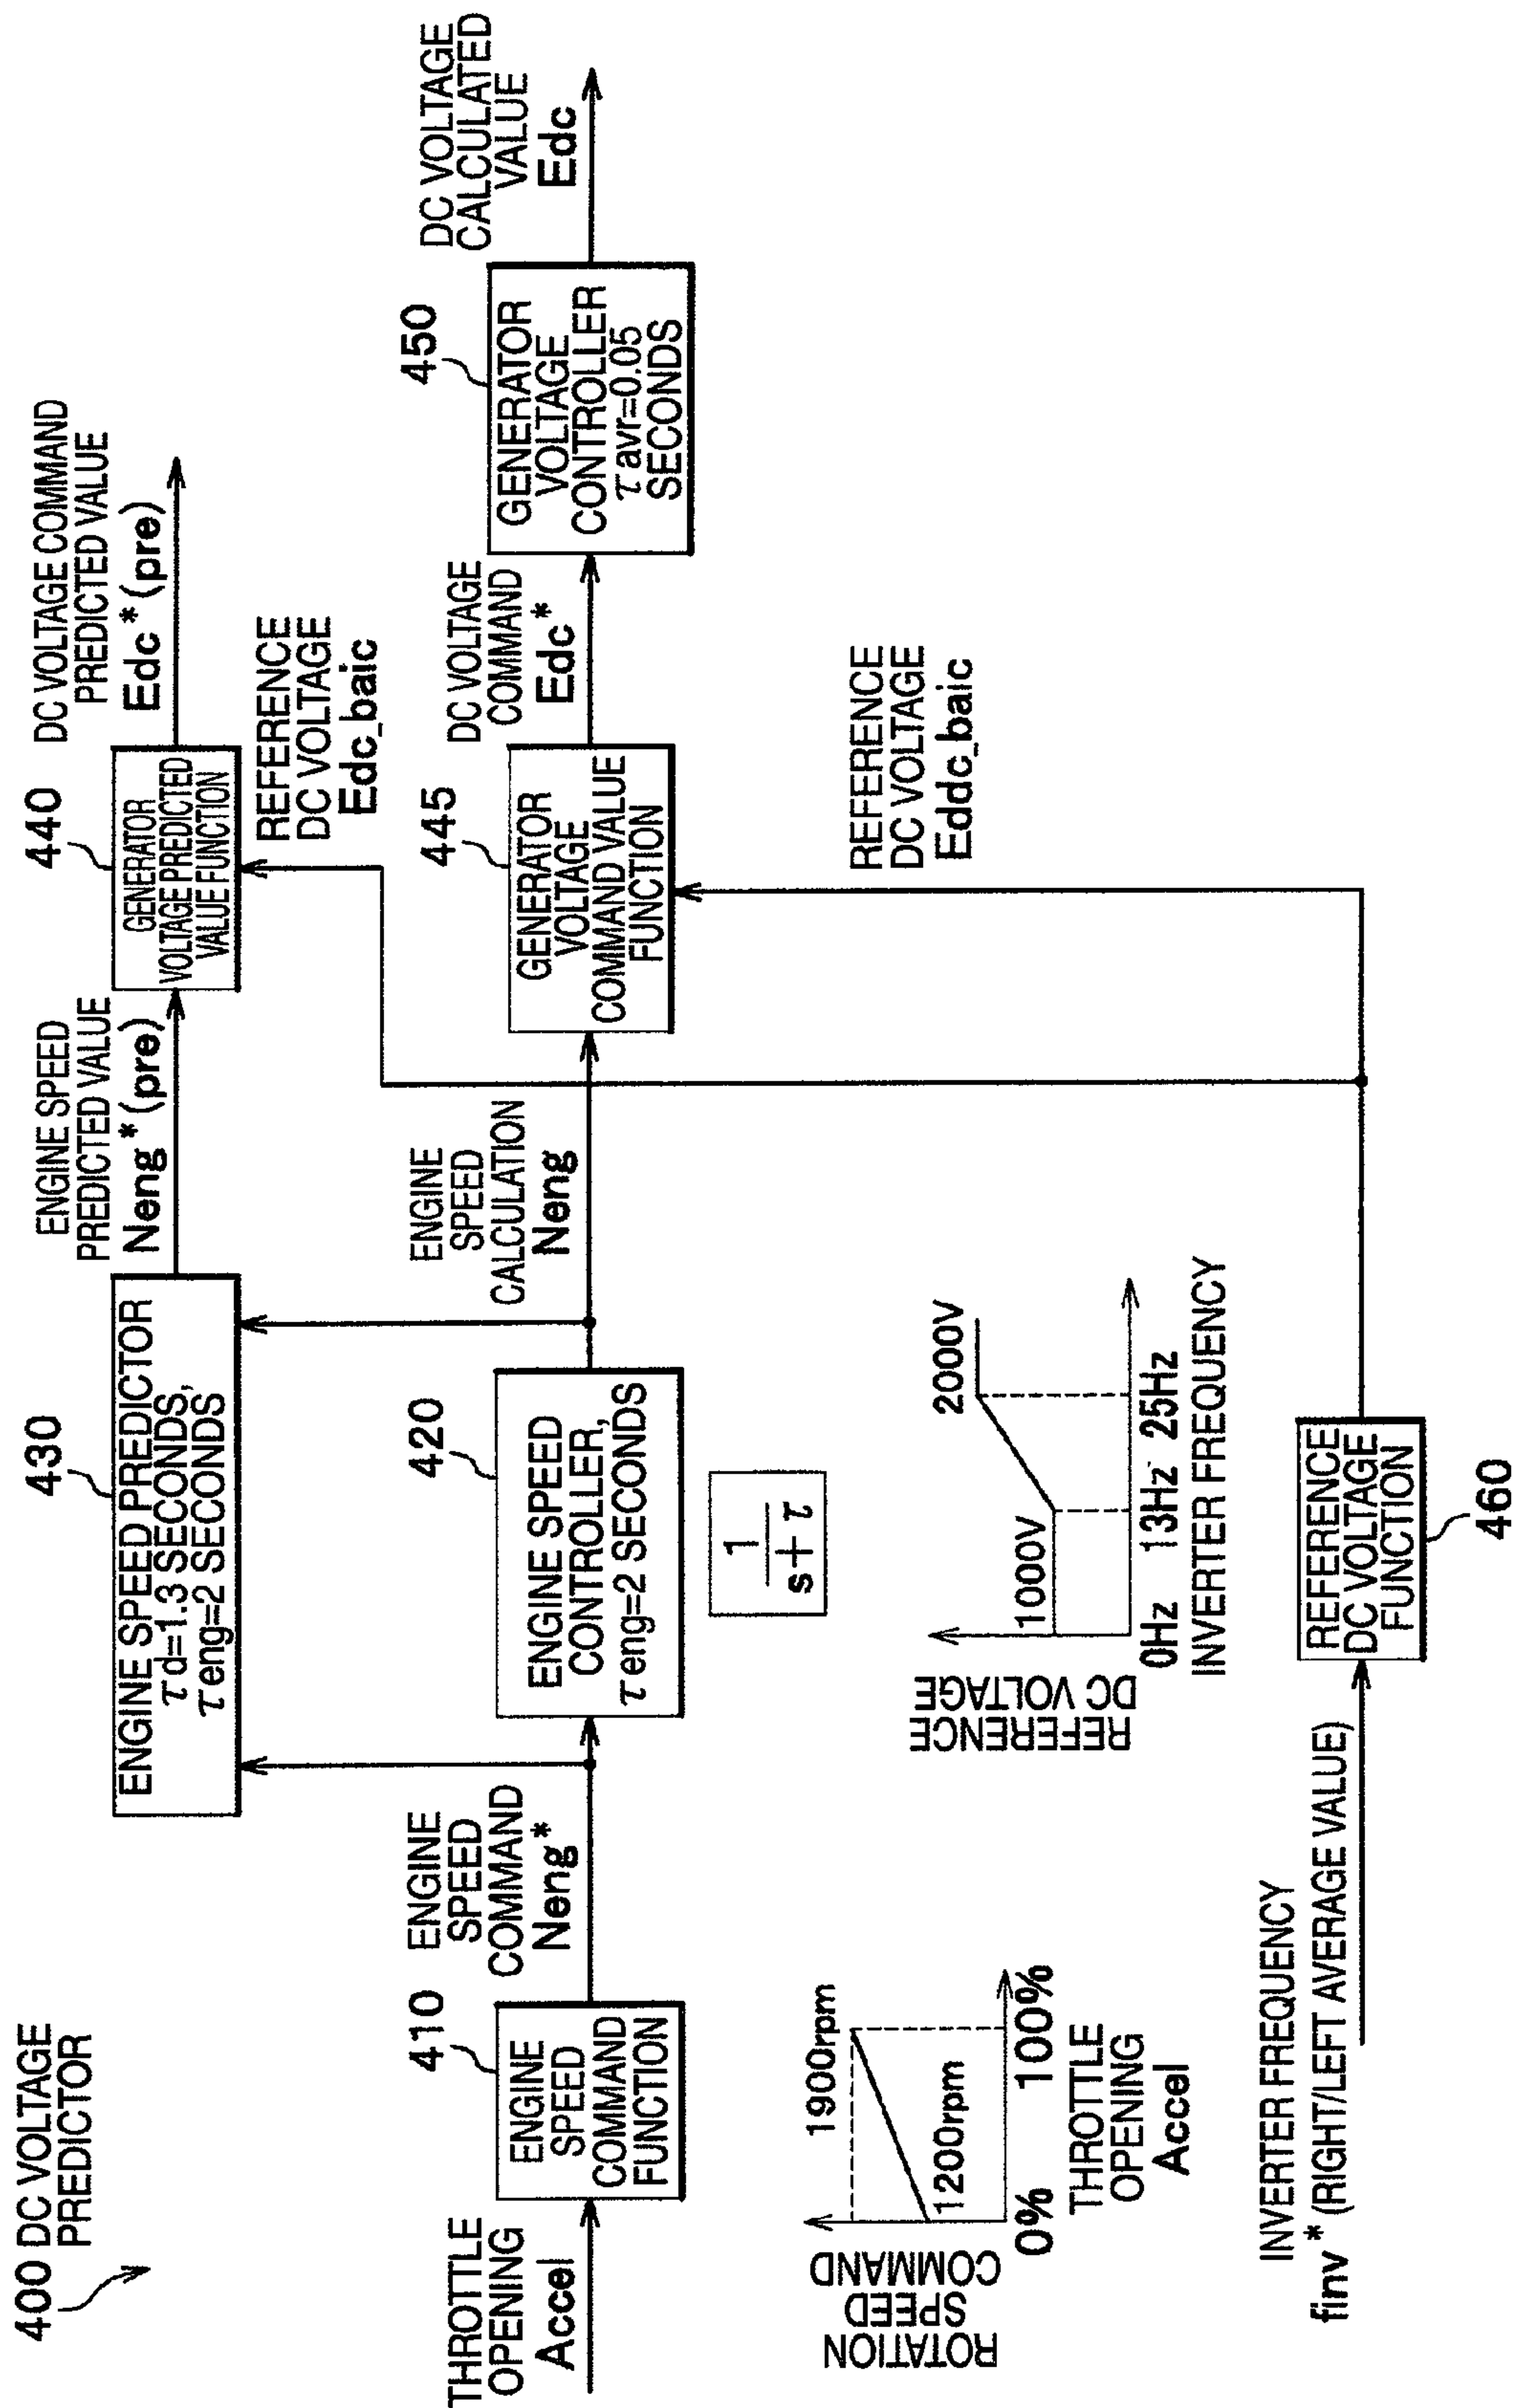 400 DC VOLTAGE
PREDICTOR
THROTTLE
OPENING
Accel
410
ENGINE
SPEED
COMMAND
FUNCTION
ENGINE
SPEED
COMMAND
Neng*
430
ENGINE SPEED PREDICTOR
τd=1.3 SECONDS,
τeng=2 SECONDS
420
ENGINE SPEED
CONTROLLER,
τeng=2 SECONDS
1
s+τ
ENGINE SPEED
PREDICTED VALUE
Neng*(pre)
ENGINE
SPEED
CALCULATION
Neng
440
GENERATOR
VOLTAGE PREDICTED
VALUE FUNCTION
DC VOLTAGE COMMAND
PREDICTED VALUE
Edc*(pre)
REFERENCE
DC VOLTAGE
Edc_baic
445
GENERATOR
VOLTAGE
COMMAND VALUE
FUNCTION
DC VOLTAGE
COMMAND
Edc*
450
GENERATOR
VOLTAGE
CONTROLLER
τavr=0.05
SECONDS
DC VOLTAGE
CALCULATED
VALUE
Edc
REFERENCE
DC VOLTAGE
Eddc_baic
ROTATION
SPEED
COMMAND
1900rpm
1200rpm
0% 100%
THROTTLE
OPENING
Accel
REFERENCE
DC VOLTAGE
2000V
1000V
0Hz 13Hz 25Hz
INVERTER FREQUENCY
INVERTER FREQUENCY
finv* (RIGHT/LEFT AVERAGE VALUE)
REFERENCE
DC VOLTAGE
FUNCTION
460